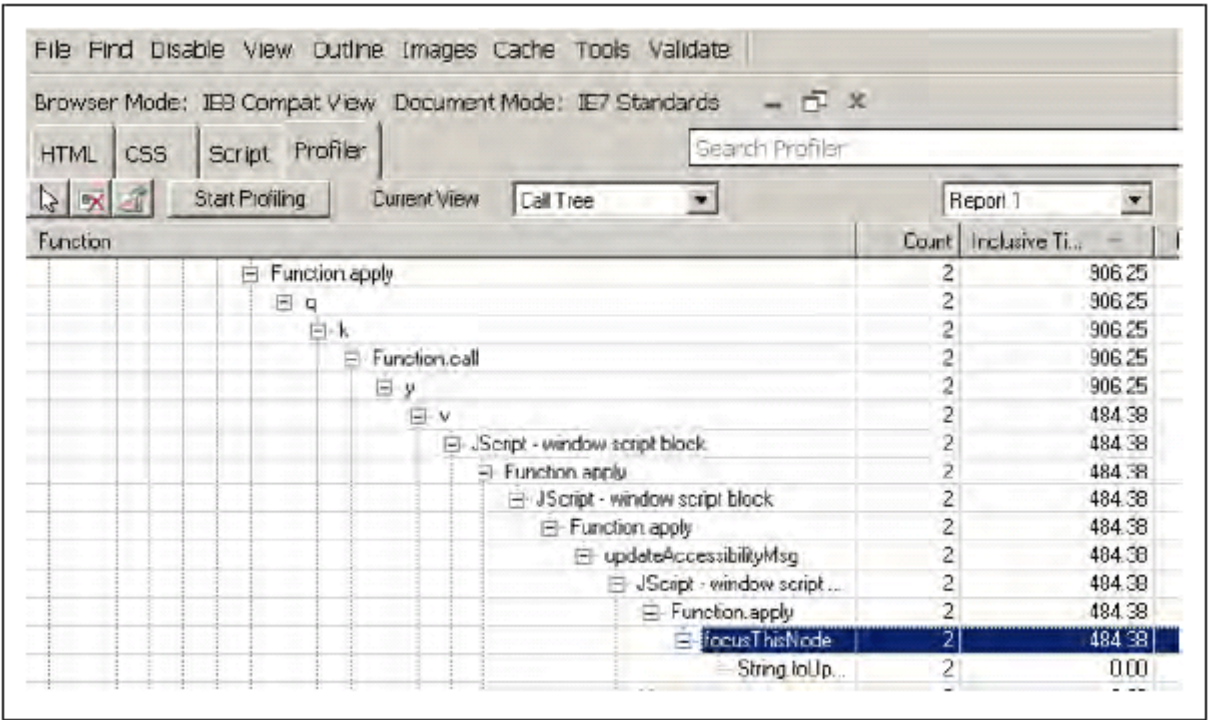 File Find Disable View Outline Images Cache Tools Validate
Browser Mode: IE8 Compat View Document Mode: IE7 Standards
HTML CSS Script Profiler Search Profiler
Start Profiling Current View Call Tree Report 1
Function Count Inclusive Ti...
Function.apply 2 906.25
q 2 906.25
k 2 906.25
Function.call 2 906.25
y 2 906.25
v 2 484.38
JScript - window script block 2 484.38
Function.apply 2 484.38
JScript - window script block 2 484.38
Function.apply 2 484.38
updateAccessibilityMsg 2 484.38
JScript - window script ... 2 484.38
Function.apply 2 484.38
focusThisNode 2 484.38
String.toUp... 2 0.00